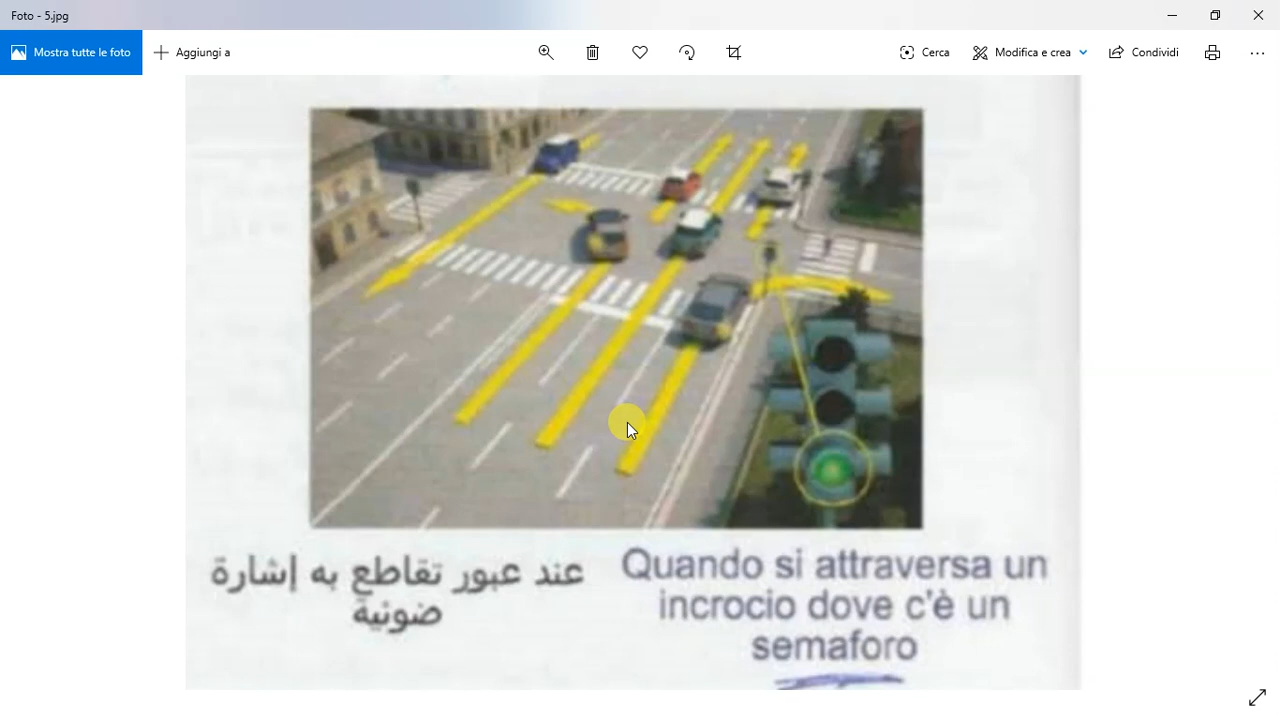 Foto - 5.jpg
Mostra tutte le foto
Aggiungi a
Cerca
Modifica e crea
Condividi
عند عبور تقاطع به إشارة
ضوئية
Quando si attraversa un
incrocio dove c'è un
semaforo